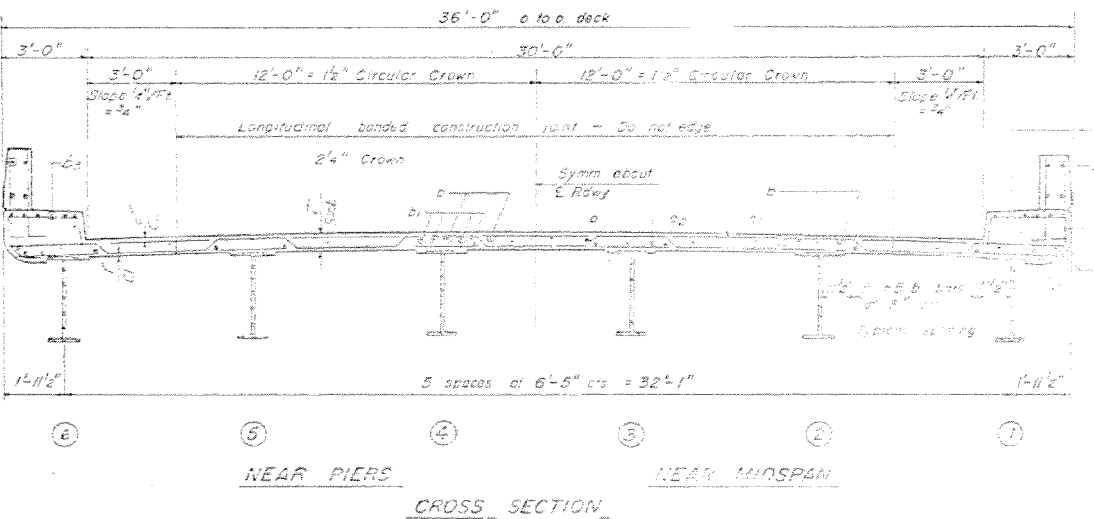 36'-0" o to o deck
3'-0" 30'-0" 3'-0"
3'-0" 12'-0" = 1½" Circular Crown 12'-0" = 1½" Circular Crown 3'-0"
Slope ¼"/Ft. = ¾"
Slope ¼"/Ft. = ¾"
Longitudinal bonded construction joint - Do not edge
2¼" Crown
Symm about
℄ Rdwy
b
b
b₁
a
1'-11½" 5 spaces at 6'-5" crs = 32'-1" 1'-11½"
6 5 4 3 2 1
NEAR PIERS NEAR MIDSPAN
CROSS SECTION